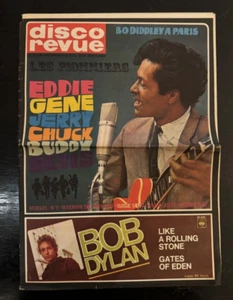 disco
revue
BO DIDDLEY A PARIS
LES PIONNIERS
EDDIE
GENE
JERRY
CHUCK
BUDDY
BOB
DYLAN
LIKE
A ROLLING
STONE
GATES
OF EDEN
CBS